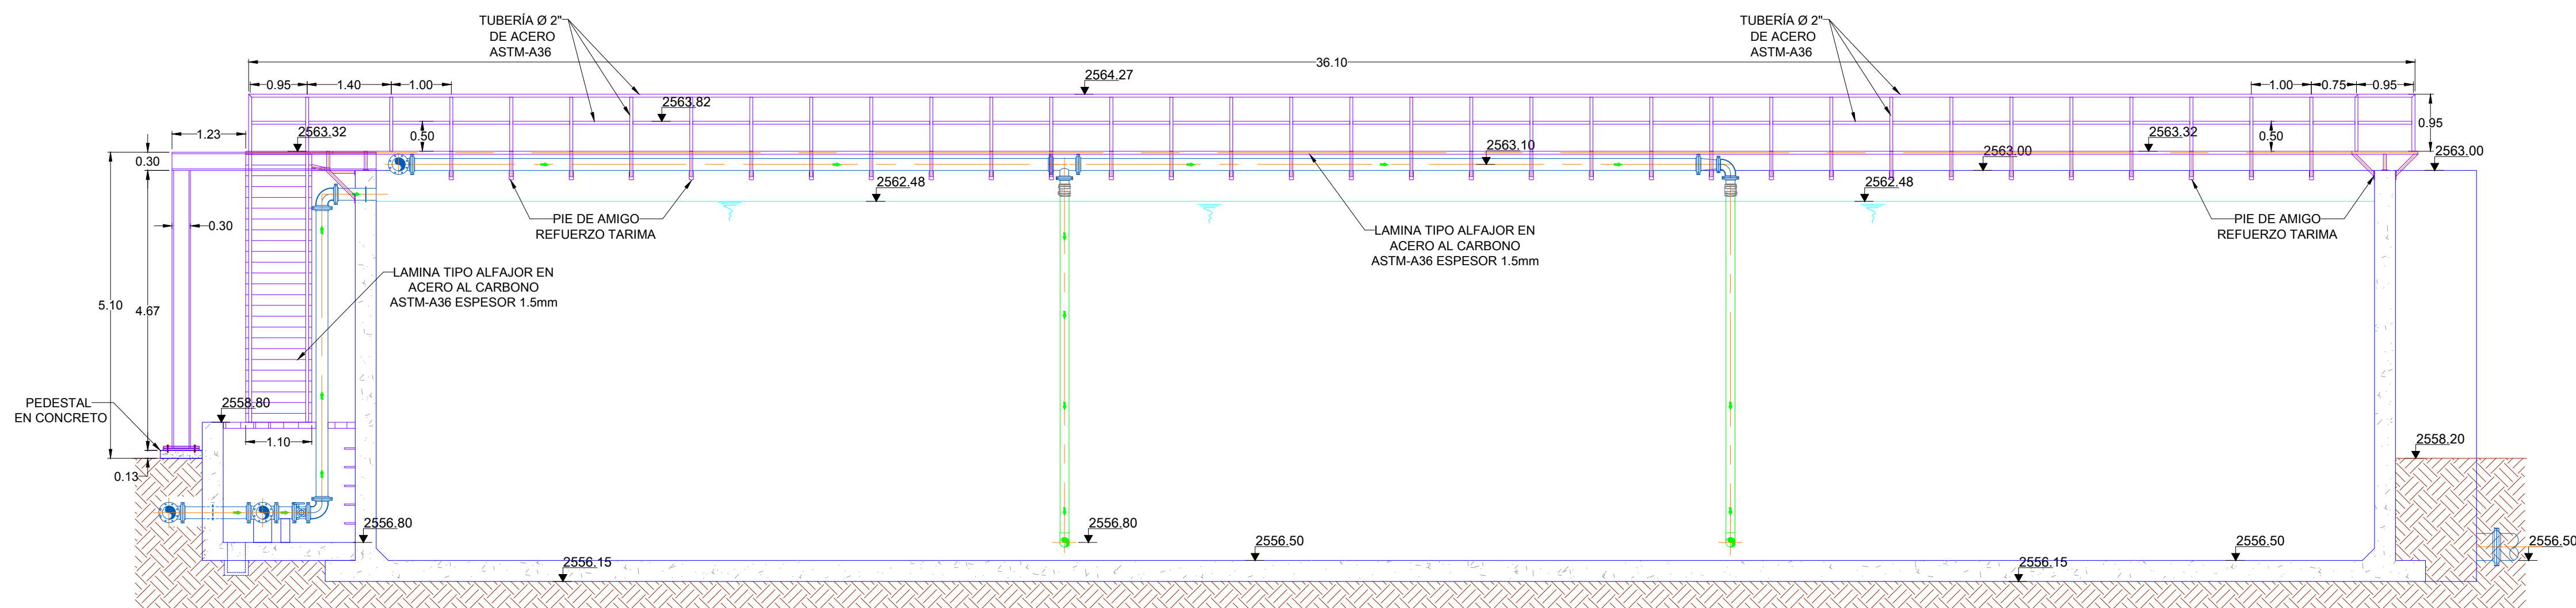 TUBERÍA Ø 2"
DE ACERO
ASTM-A36
TUBERÍA Ø 2"
DE ACERO
ASTM-A36
36.10
0.95
1.40
1.00
2564.27
1.00
0.75
0.95
2563.82
0.50
0.50
0.95
1.23
2563.32
2563.32
0.30
2563.10
2563.00
2563.00
2562.48
2562.48
0.30
PIE DE AMIGO
REFUERZO TARIMA
LAMINA TIPO ALFAJOR EN
ACERO AL CARBONO
ASTM-A36 ESPESOR 1.5mm
PIE DE AMIGO
REFUERZO TARIMA
LAMINA TIPO ALFAJOR EN
ACERO AL CARBONO
ASTM-A36 ESPESOR 1.5mm
5.10
4.67
PEDESTAL
EN CONCRETO
2558.80
1.10
0.13
2558.20
2556.80
2556.80
2556.50
2556.50
2556.50
2556.15
2556.15